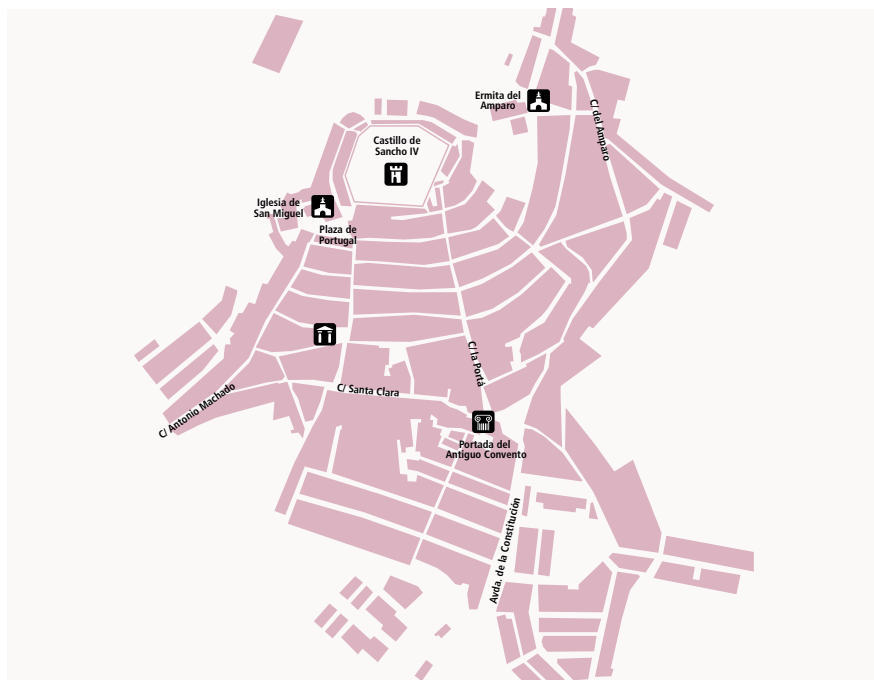 Ermita del
Amparo
C/ del Amparo
Castillo de
Sancho IV
Iglesia de
San Miguel
Plaza de
Portugal
C/ la Portá
C/ Santa Clara
C/ Antonio Machado
Portada del
Antiguo Convento
Avda. de la Constitución